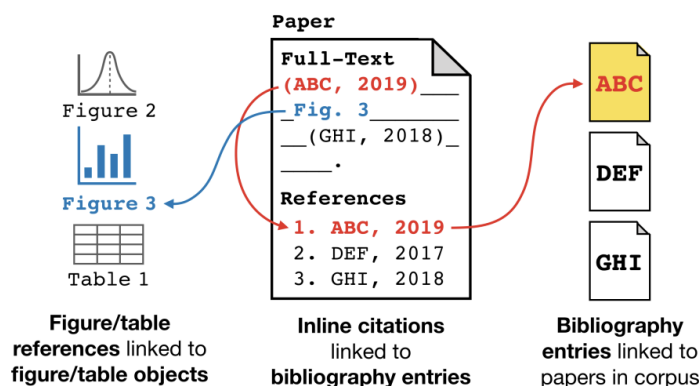 Paper
Full-Text
(ABC, 2019)___
_Fig. 3_______
__(GHI, 2018)_
____.
References
1. ABC, 2019
2. DEF, 2017
3. GHI, 2018
Figure 2
Figure 3
Table 1
ABC
DEF
GHI
Figure/table
references linked to
figure/table objects
Inline citations
linked to
bibliography entries
Bibliography
entries linked to
papers in corpus